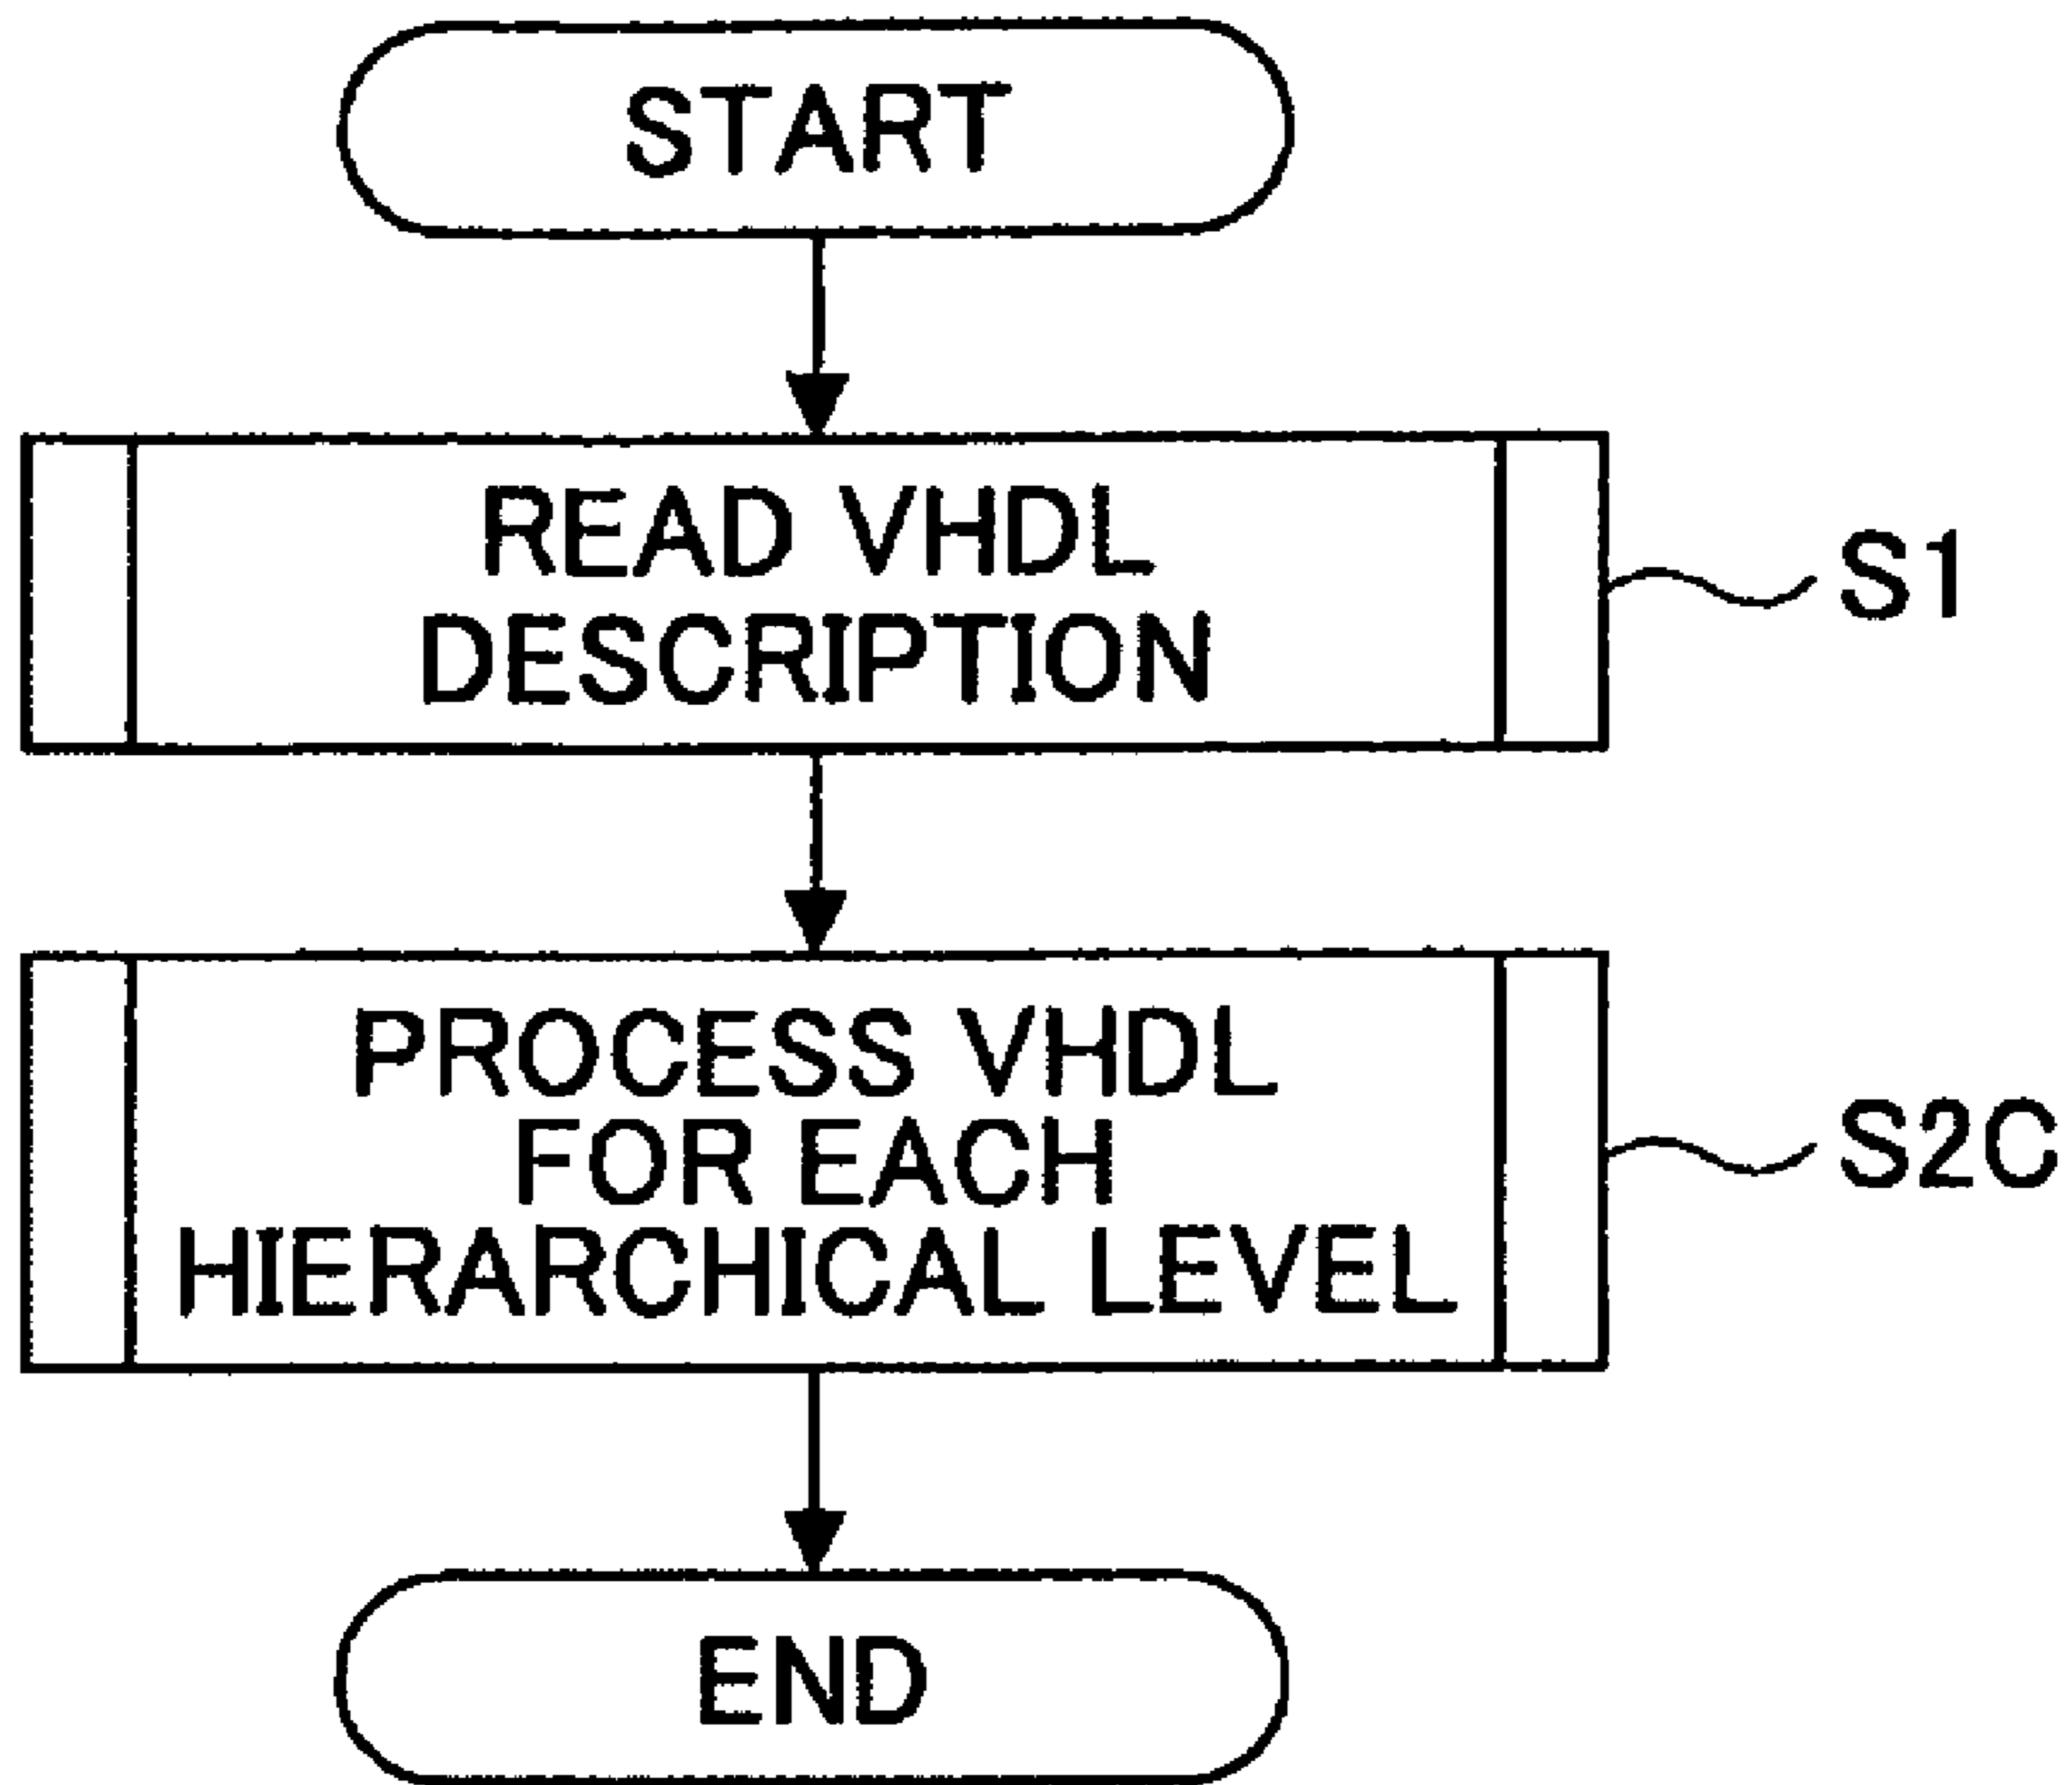 START
READ VHDL
DESCRIPTION
S1
PROCESS VHDL
FOR EACH
HIERARCHICAL LEVEL
S2C
END